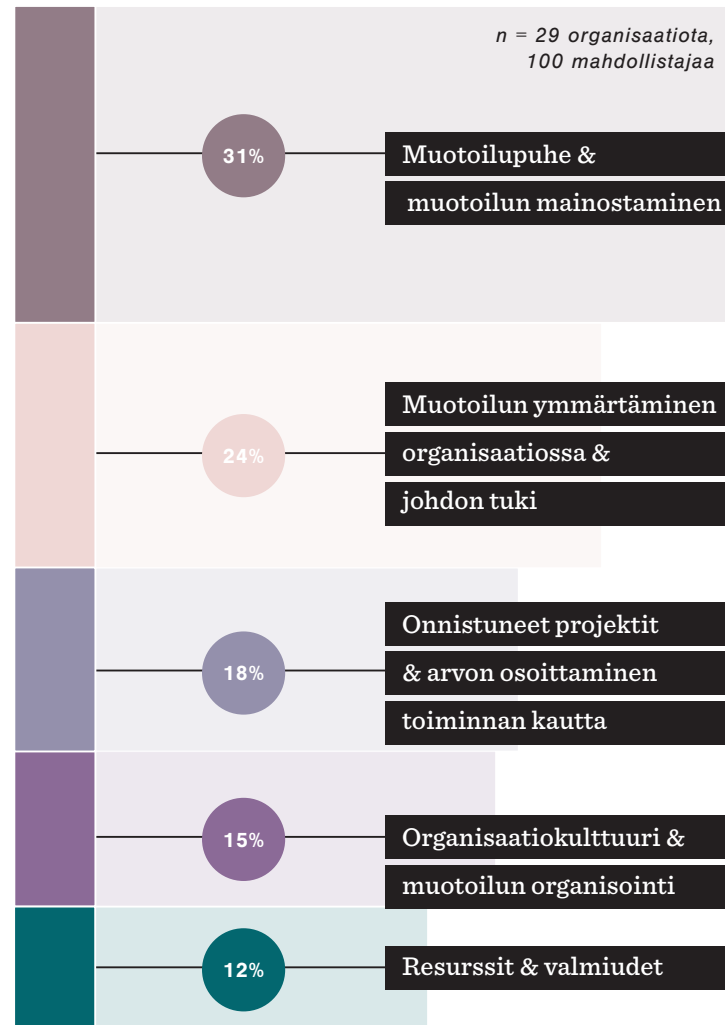 n = 29 organisaatiota,
100 mahdollistajaa
31%
Muotoilupuhe &
muotoilun mainostaminen
24%
Muotoilun ymmärtäminen
organisaatiossa &
johdon tuki
18%
Onnistuneet projektit
& arvon osoittaminen
toiminnan kautta
15%
Organisaatiokulttuuri &
muotoilun organisointi
12%
Resurssit & valmiudet